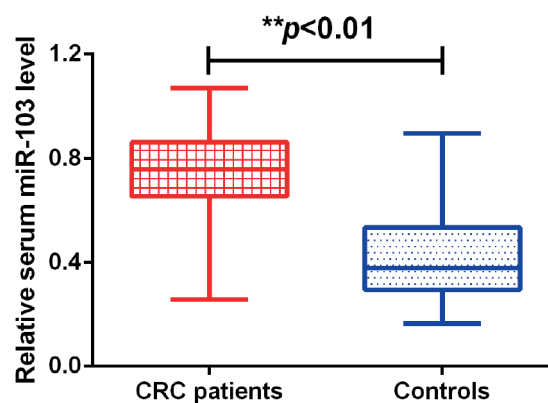 **p<0.01
Relative serum miR-103 level
1.2
0.8
0.4
0.0
CRC patients
Controls